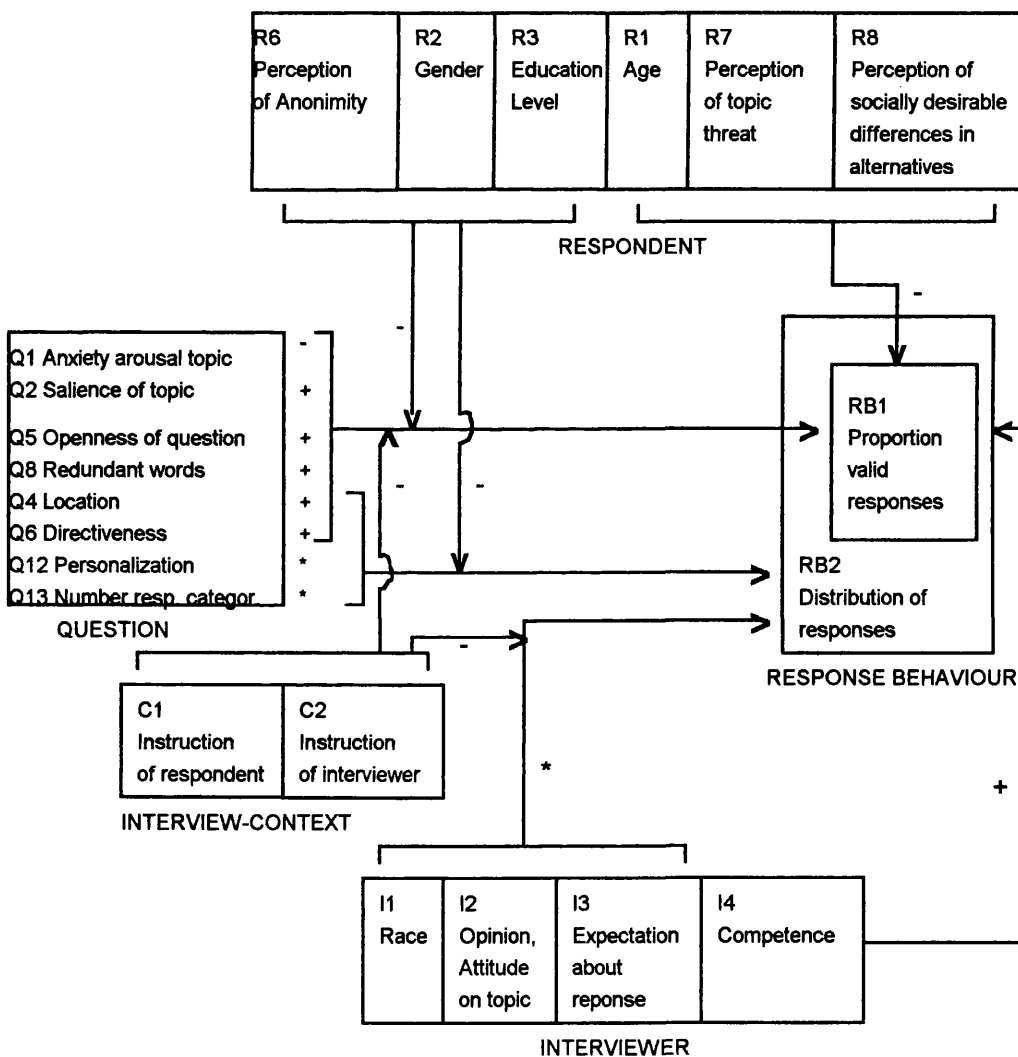 R6
Perception
of Anonimity
R2
Gender
R3
Education
Level
R1
Age
R7
Perception
of topic
threat
R8
Perception of
socially desirable
differences in
alternatives
RESPONDENT
-
-
-
-
Q1 Anxiety arousal topic -
Q2 Salience of topic +
Q5 Openness of question +
Q8 Redundant words +
Q4 Location +
Q6 Directiveness +
Q12 Personalization *
Q13 Number resp. categor. *
QUESTION
RB1
Proportion
valid
responses
RB2
Distribution of
responses
RESPONSE BEHAVIOUR
-
C1
Instruction
of respondent
C2
Instruction
of interviewer
INTERVIEW-CONTEXT
*
+
I1
Race
I2
Opinion,
Attitude
on topic
I3
Expectation
about
reponse
I4
Competence
INTERVIEWER